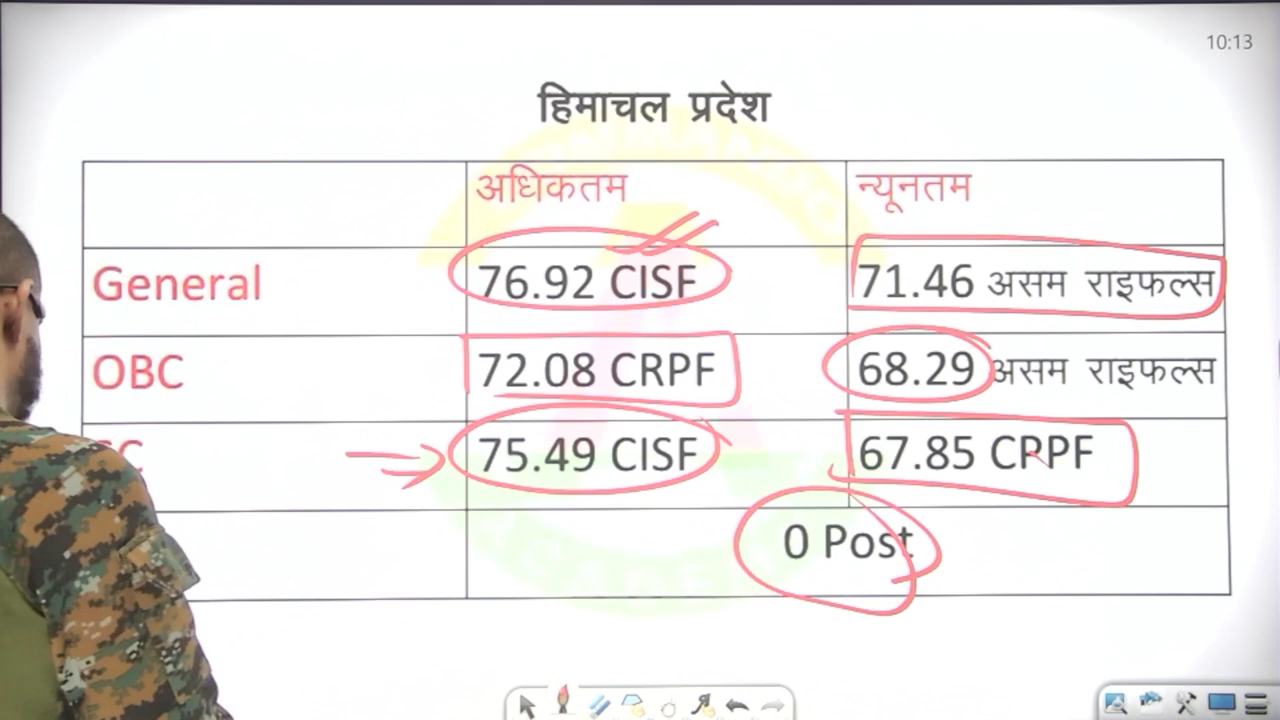 10:13
हिमाचल प्रदेश
अधिकतम न्यूनतम
General 76.92 CISF 71.46 असम राइफल्स
OBC 72.08 CRPF 68.29 असम राइफल्स
75.49 CISF 67.85 CRPF
0 Post